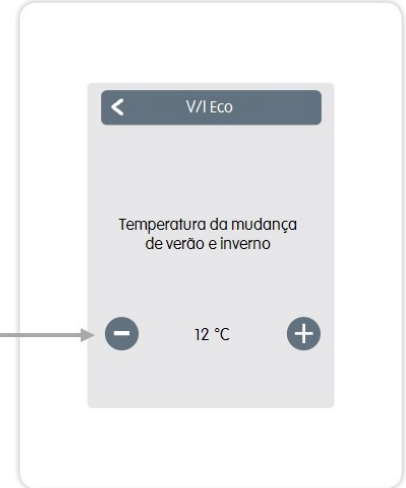 V/I Eco
Temperatura da mudança
de verão e inverno
12 °C